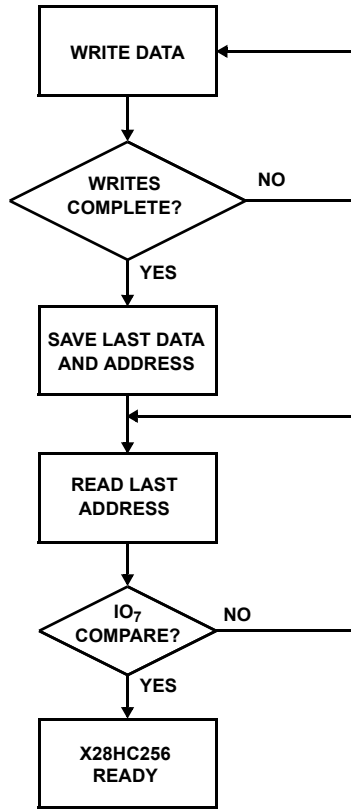 WRITE DATA
WRITES
COMPLETE?
NO
YES
SAVE LAST DATA
AND ADDRESS
READ LAST
ADDRESS
IO₇
COMPARE?
NO
YES
X28HC256
READY